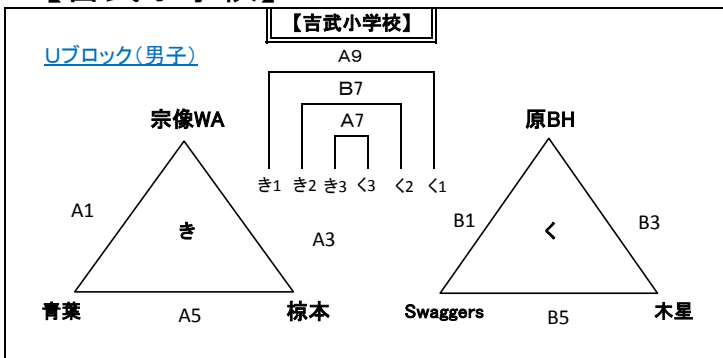 【吉武小学校】
Uブロック（男子）
A9
B7
A7
き1 き2 き3 く3 く2 く1
宗像WA
原BH
A1
き
A3
B1
く
B3
青葉
A5
椋本
Swaggers
B5
木星